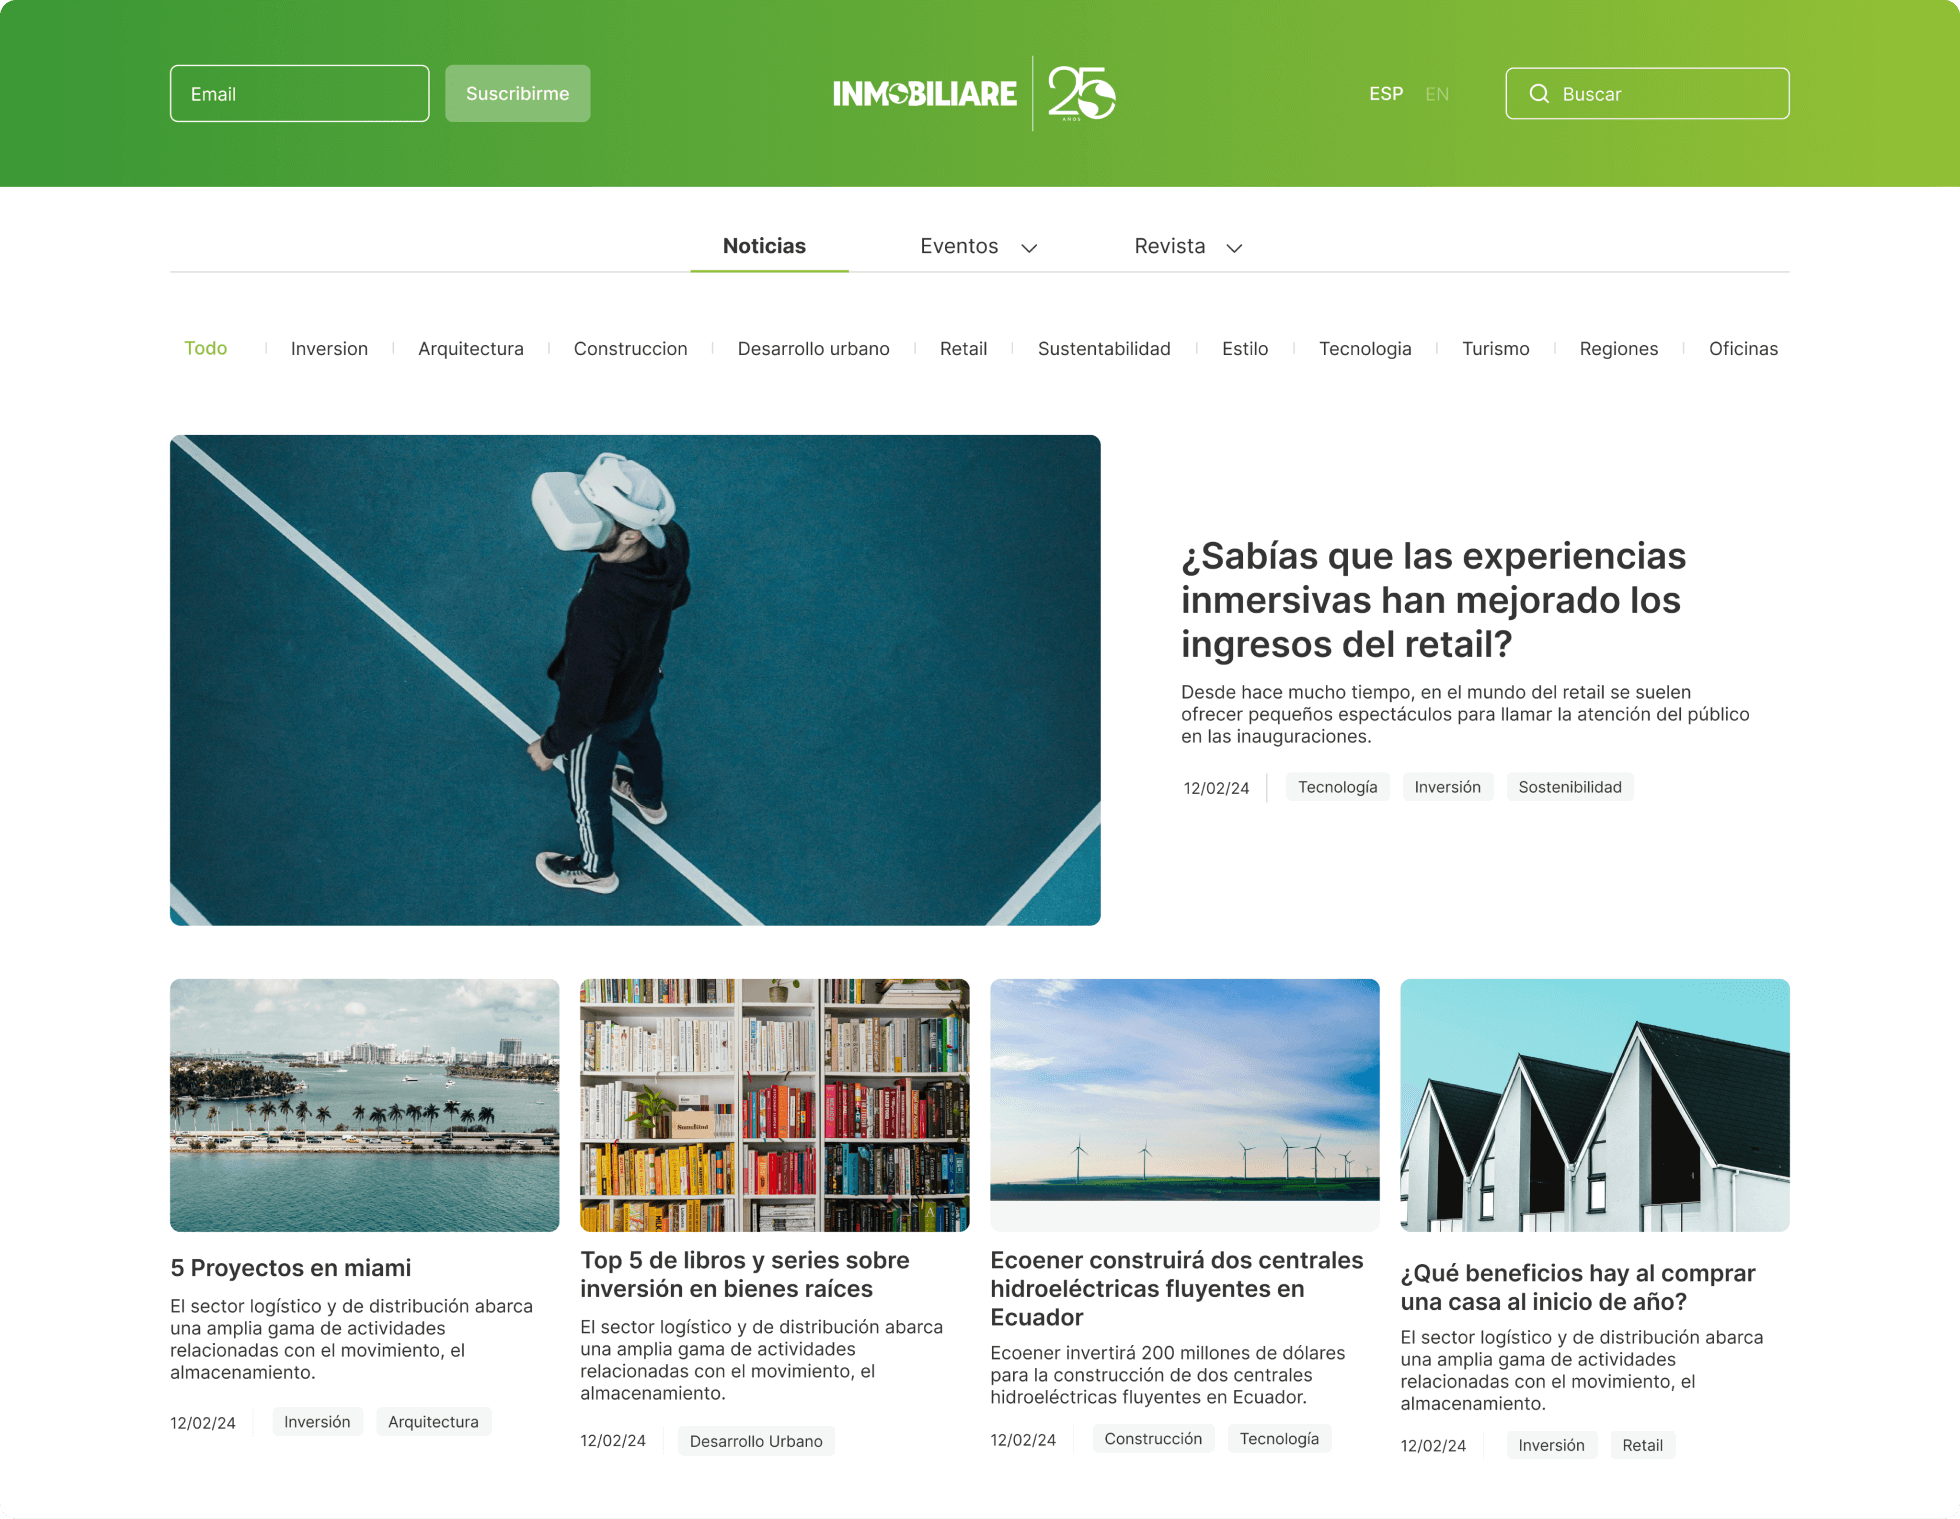 Email
Suscribirme
INMOBILIARE
25
AÑOS
ESP
EN
Buscar
Noticias
Eventos
Revista
Todo
Inversion
Arquitectura
Construccion
Desarrollo urbano
Retail
Sustentabilidad
Estilo
Tecnologia
Turismo
Regiones
Oficinas
¿Sabías que las experiencias
inmersivas han mejorado los
ingresos del retail?
Desde hace mucho tiempo, en el mundo del retail se suelen
ofrecer pequeños espectáculos para llamar la atención del público
en las inauguraciones.
12/02/24
Tecnología
Inversión
Sostenibilidad
5 Proyectos en miami
El sector logístico y de distribución abarca
una amplia gama de actividades
relacionadas con el movimiento, el
almacenamiento.
12/02/24
Inversión
Arquitectura
Top 5 de libros y series sobre
inversión en bienes raíces
El sector logístico y de distribución abarca
una amplia gama de actividades
relacionadas con el movimiento, el
almacenamiento.
12/02/24
Desarrollo Urbano
Ecoener construirá dos centrales
hidroeléctricas fluyentes en
Ecuador
Ecoener invertirá 200 millones de dólares
para la construcción de dos centrales
hidroeléctricas fluyentes en Ecuador.
12/02/24
Construcción
Tecnología
¿Qué beneficios hay al comprar
una casa al inicio de año?
El sector logístico y de distribución abarca
una amplia gama de actividades
relacionadas con el movimiento, el
almacenamiento.
12/02/24
Inversión
Retail